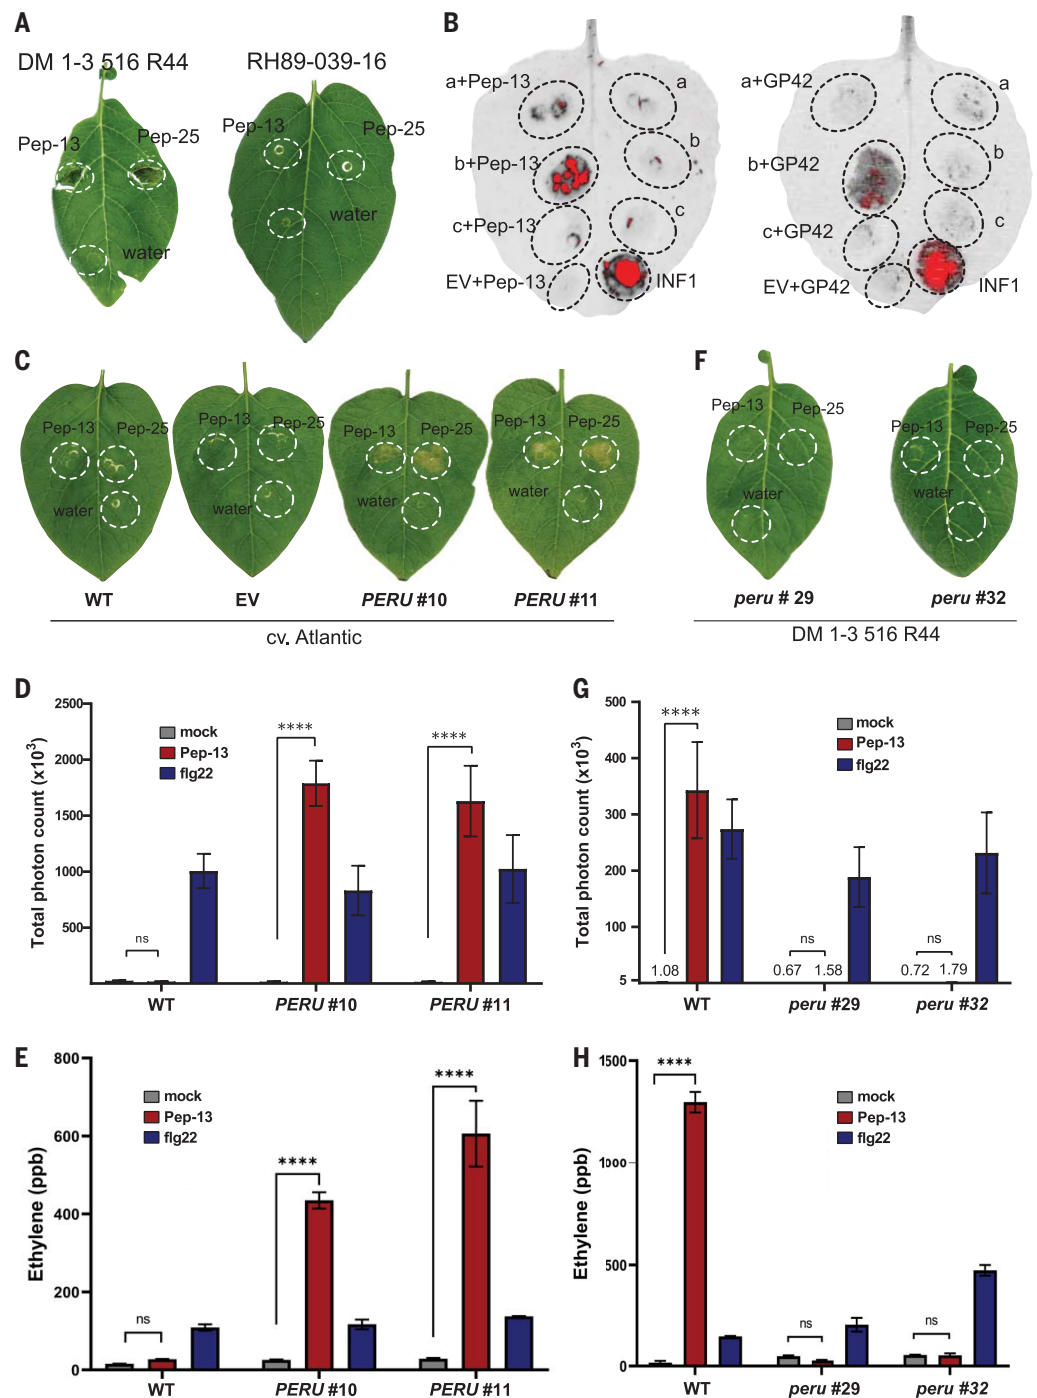 A
DM 1-3 516 R44
RH89-039-16
Pep-13
Pep-25
water
Pep-13
Pep-25
water
B
a+Pep-13
a
b+Pep-13
b
c+Pep-13
c
EV+Pep-13
INF1
a+GP42
a
b+GP42
b
c+GP42
c
EV+GP42
INF1
C
Pep-13
Pep-25
water
WT
Pep-13
Pep-25
water
EV
Pep-13
Pep-25
water
PERU #10
Pep-13
Pep-25
water
PERU #11
cv. Atlantic
F
Pep-13
Pep-25
water
peru # 29
Pep-13
Pep-25
water
peru #32
DM 1-3 516 R44
D
Total photon count (x10³)
2500
2000
1500
1000
500
mock
Pep-13
flg22
ns
****
****
WT
PERU #10
PERU #11
G
Total photon count (x10³)
500
400
300
200
100
5
mock
Pep-13
flg22
****
ns
ns
1.08
0.67
1.58
0.72
1.79
WT
peru #29
peru #32
E
Ethylene (ppb)
800
600
400
200
0
mock
Pep-13
flg22
ns
****
****
WT
PERU #10
PERU #11
H
Ethylene (ppb)
1500
1000
500
0
mock
Pep-13
flg22
****
ns
ns
WT
peru #29
peru #32